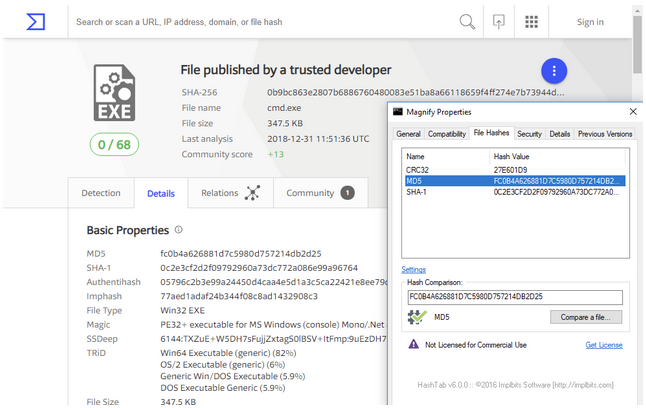 Search or scan a URL, IP address, domain, or file hash
Sign in
File published by a trusted developer
EXE
0 / 68
SHA-256 0b9bc863e2807b6886760480083e51ba8a66118659f4ff274e7b73944d...
File name cmd.exe
File size 347.5 KB
Last analysis 2018-12-31 11:51:36 UTC
Community score +13
Detection Details Relations Community 1
Basic Properties
MD5 fc0b4a626881d7c5980d757214db2d25
SHA-1 0c2e3cf2d2f09792960a73dc772a086e99a96764
Authentihash 05796c2b3e99a24450d4caa4e5d1a3c5ca22421e8ee79c
Imphash 77aed1adaf24b344f08c8ad1432908c3
File Type Win32 EXE
Magic PE32+ executable for MS Windows (console) Mono/.Net
SSDeep 6144:TXZuE+W5DH7sFujjZxtagS0lBSV+ItFmp:9uEzDH7
TRiD Win64 Executable (generic) (82%)
OS/2 Executable (generic) (6%)
Generic Win/DOS Executable (5.9%)
DOS Executable Generic (5.9%)
File Size 347.5 KB
Magnify Properties
General Compatibility File Hashes Security Details Previous Versions
Name Hash Value
CRC32 27E601D9
MD5 FC0B4A626881D7C5980D757214DB2...
SHA-1 0C2E3CF2D2F09792960A73DC772A0...
Settings
Hash Comparison:
FC0B4A626881D7C5980D757214DB2D25
MD5 Compare a file...
Not Licensed for Commercial Use Get License
HashTab v6.0.0 :: ©2016 Implbits Software [http://implbits.com]